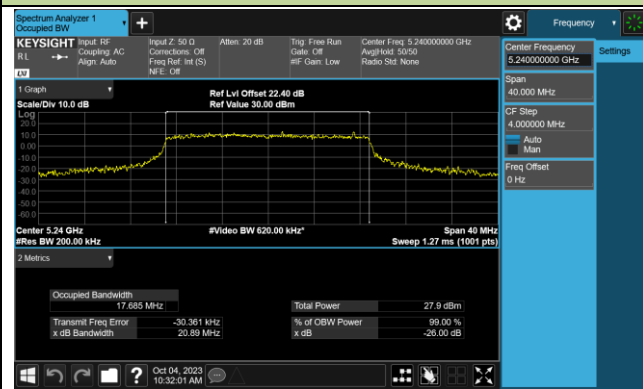 Spectrum Analyzer 1
Occupied BW
Frequency
KEYSIGHT
Input: RF
Input Z: 50 Ω
Atten: 20 dB
Trig: Free Run
Center Freq: 5.240000000 GHz
RL
Coupling: AC
Corrections: Off
Gate: Off
Avg|Hold: 50/50
Align: Auto
Freq Ref: Int (S)
#IF Gain: Low
Radio Std: None
NFE: Off
LXI
Center Frequency
5.240000000 GHz
Settings
Span
40.000 MHz
CF Step
4.000000 MHz
Auto
Man
Freq Offset
0 Hz
1 Graph
Ref Lvl Offset 22.40 dB
Scale/Div 10.0 dB
Ref Value 30.00 dBm
Log
20.0
10.0
0.00
-10.0
-20.0
-30.0
-40.0
-50.0
-60.0
Center 5.24 GHz
#Video BW 620.00 kHz*
Span 40 MHz
#Res BW 200.00 kHz
Sweep 1.27 ms (1001 pts)
2 Metrics
Occupied Bandwidth
17.685 MHz
Total Power
27.9 dBm
Transmit Freq Error
-30.361 kHz
% of OBW Power
99.00 %
x dB Bandwidth
20.89 MHz
x dB
-26.00 dB
Oct 04, 2023
10:32:01 AM